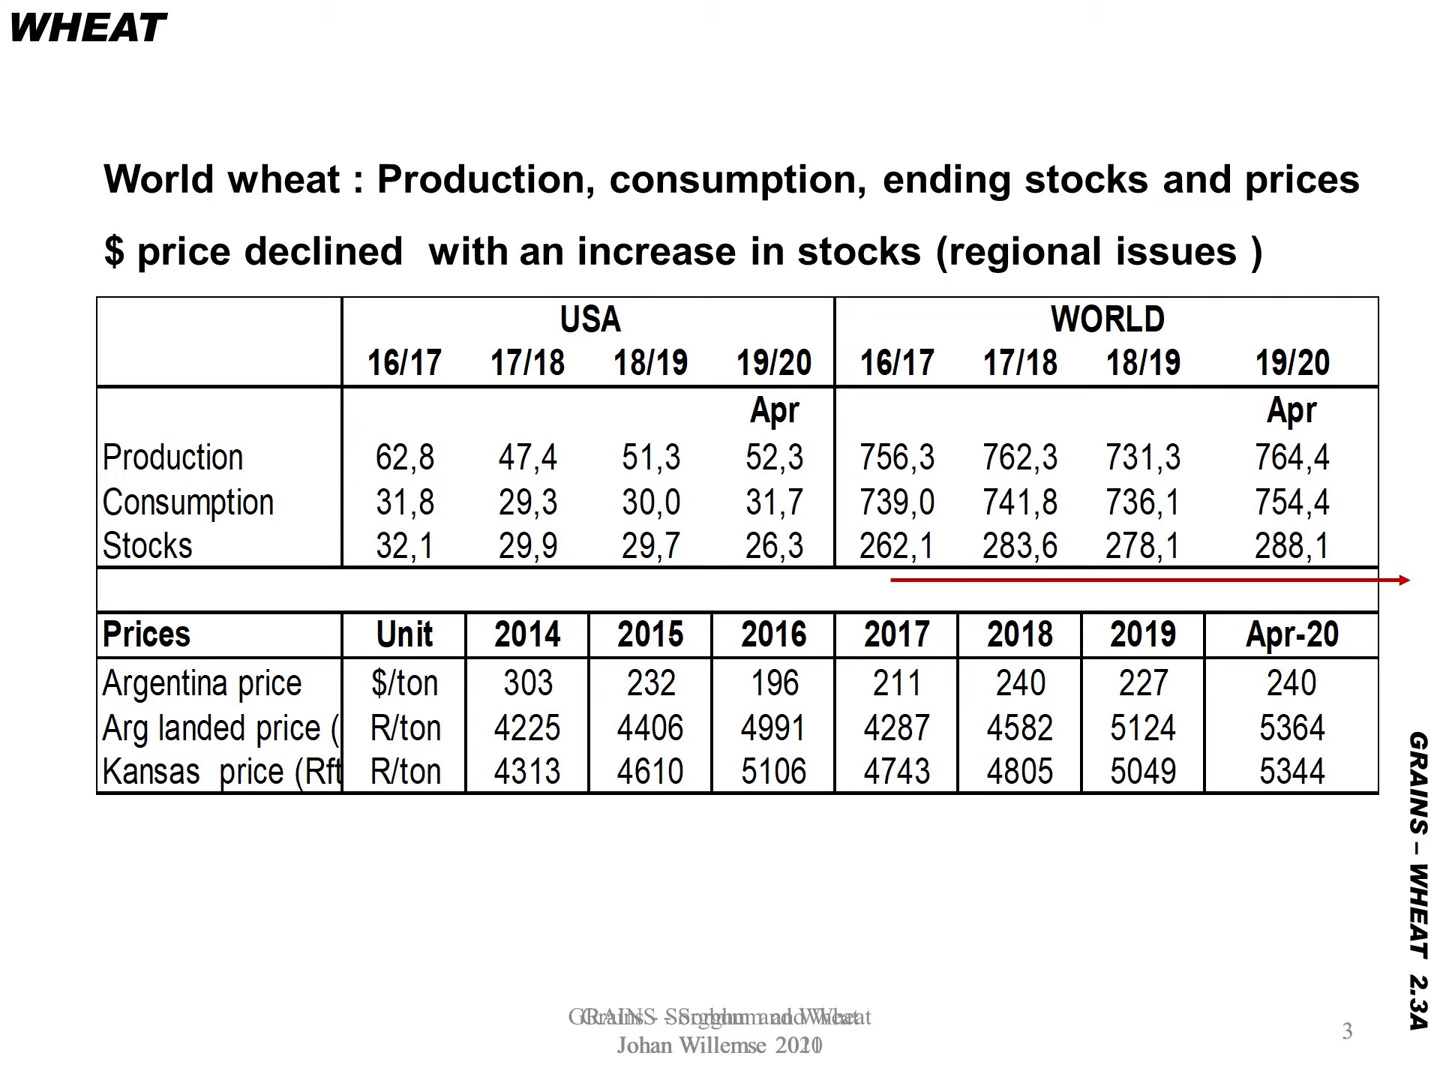 WHEAT
World wheat : Production, consumption, ending stocks and prices
$ price declined with an increase in stocks (regional issues )
USA WORLD
16/17 17/18 18/19 19/20 16/17 17/18 18/19 19/20
Apr Apr
Production 62,8 47,4 51,3 52,3 756,3 762,3 731,3 764,4
Consumption 31,8 29,3 30,0 31,7 739,0 741,8 736,1 754,4
Stocks 32,1 29,9 29,7 26,3 262,1 283,6 278,1 288,1
Prices Unit 2014 2015 2016 2017 2018 2019 Apr-20
Argentina price $/ton 303 232 196 211 240 227 240
Arg landed price ( R/ton 4225 4406 4991 4287 4582 5124 5364
Kansas price (Rft R/ton 4313 4610 5106 4743 4805 5049 5344
GRAINS – WHEAT 2.3A
Sorghum and Wheat
Johan Willemse
3